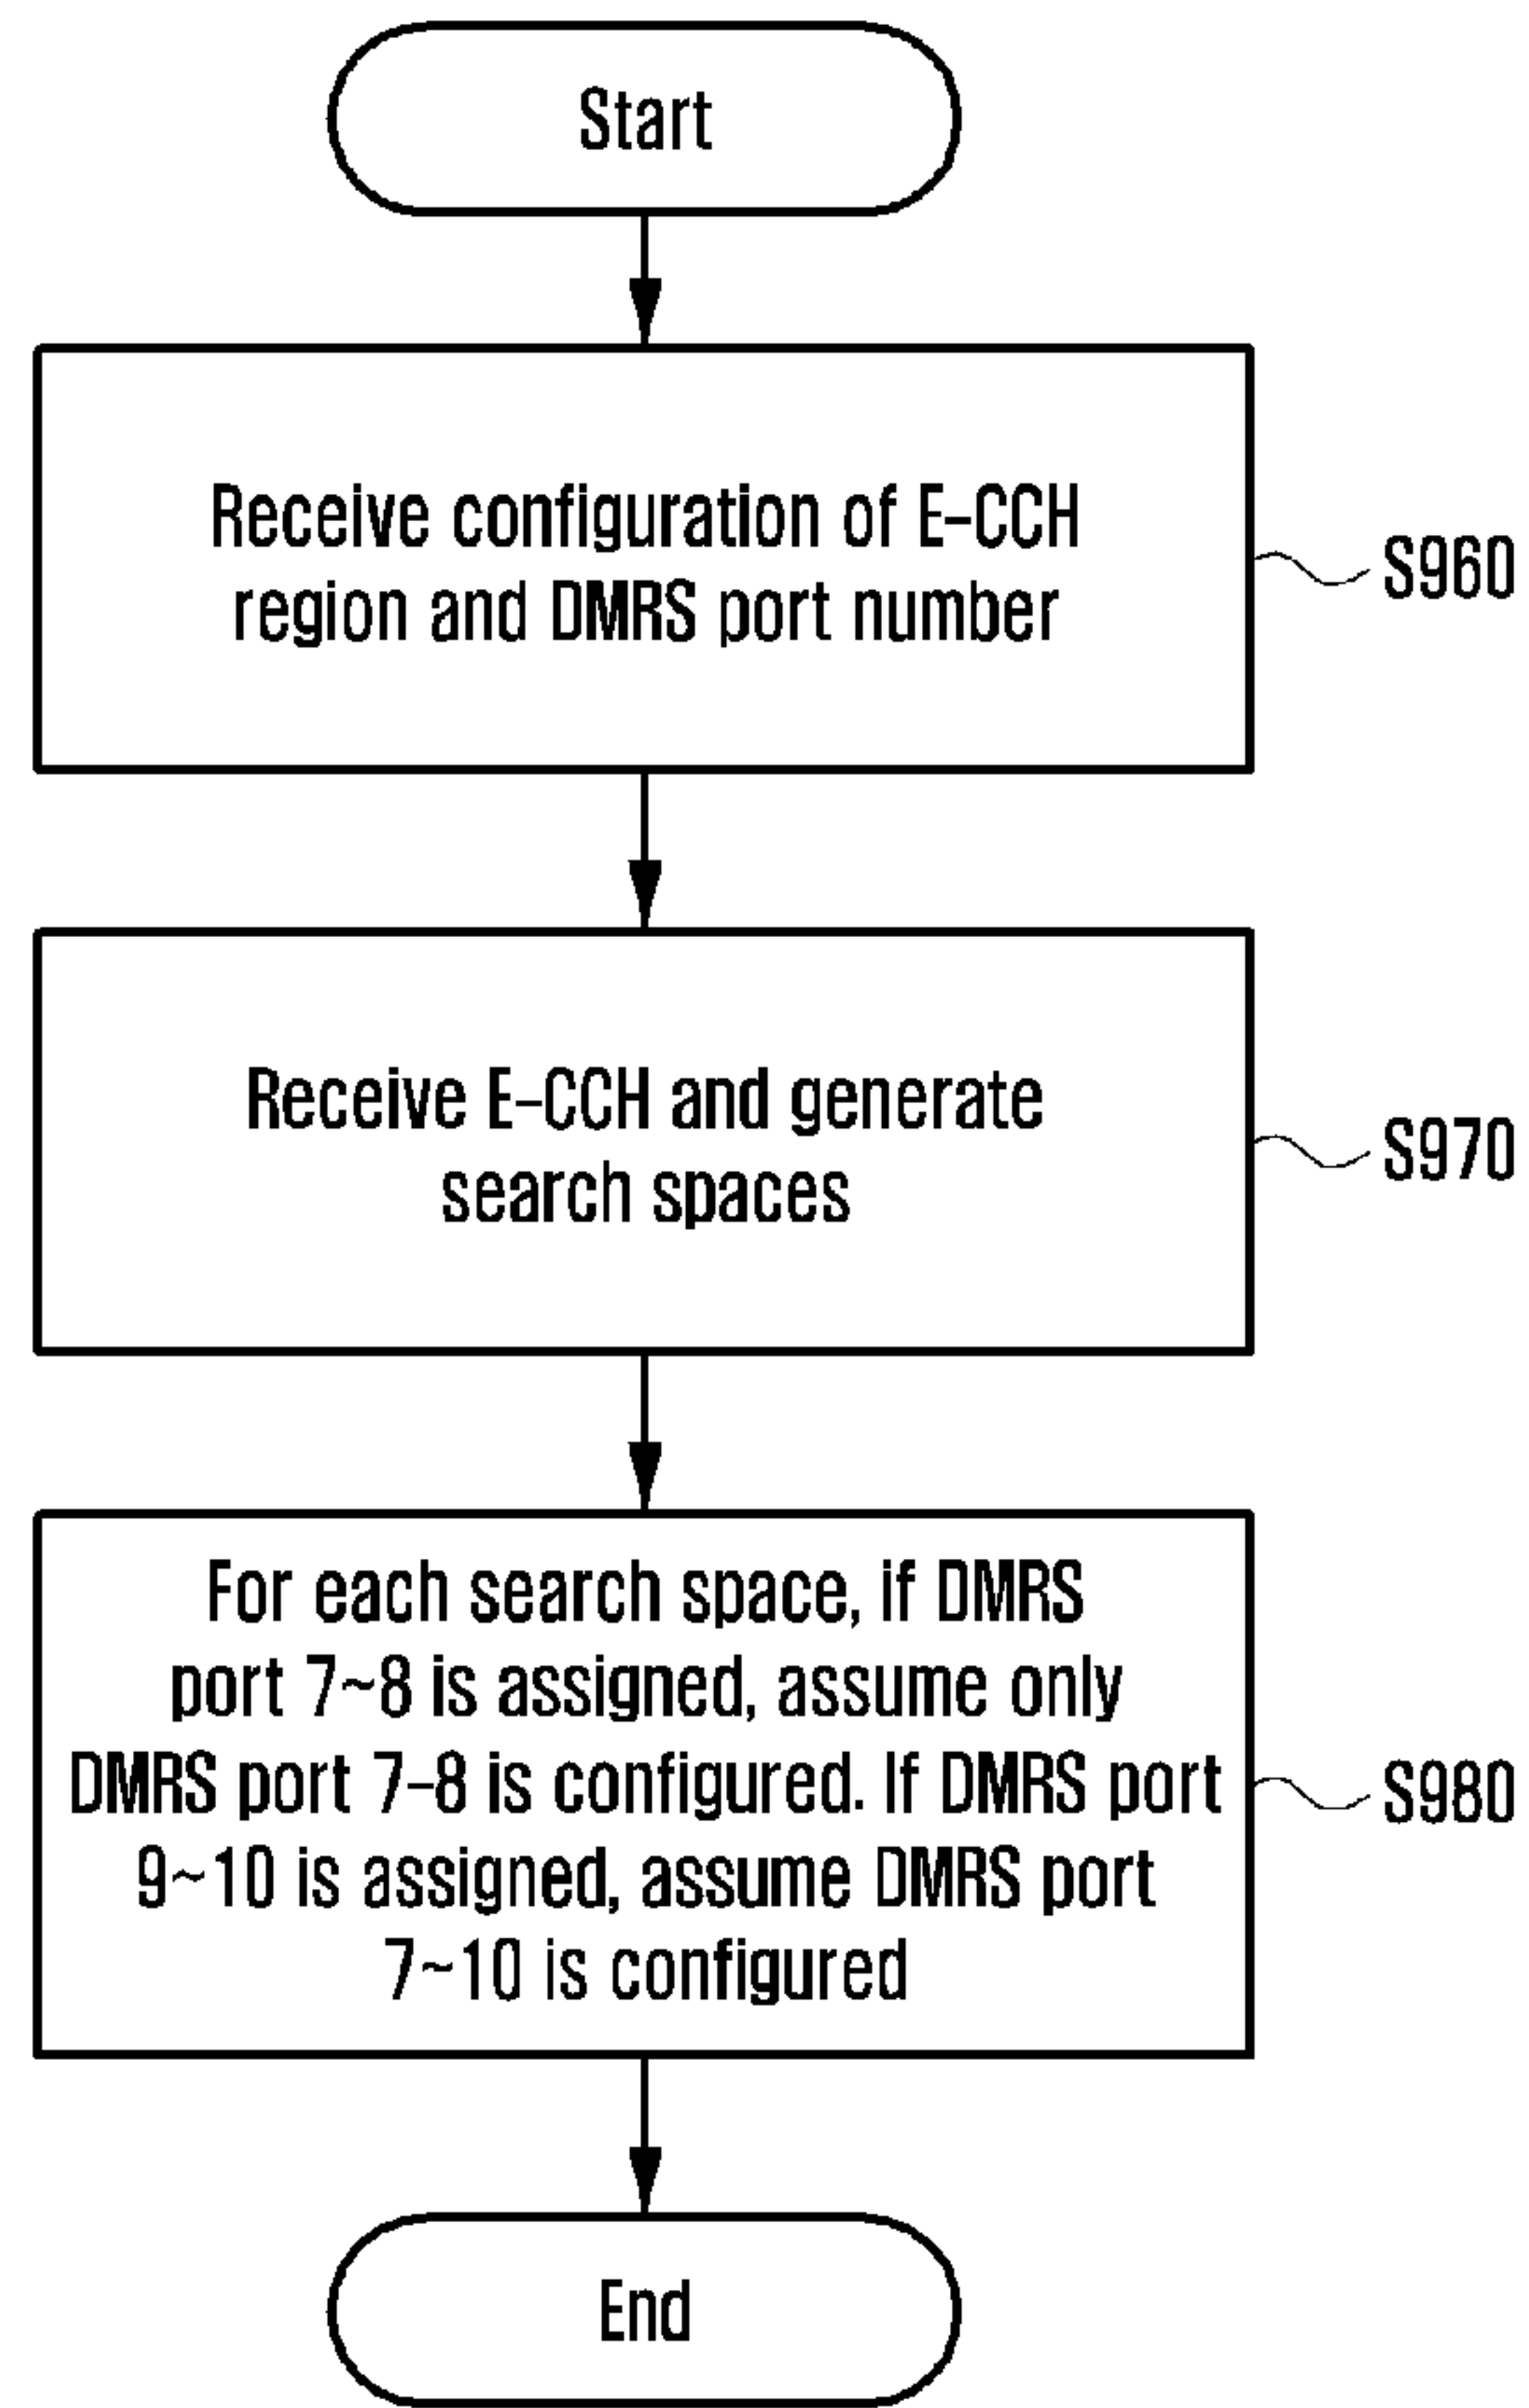 Start
Receive configuration of E-CCH
region and DMRS port number
S960
Receive E-CCH and generate
search spaces
S970
For each search space, if DMRS
port 7~8 is assigned, assume only
DMRS port 7-8 is configured. If DMRS port
9~10 is assigned, assume DMRS port
7~10 is configured
S980
End